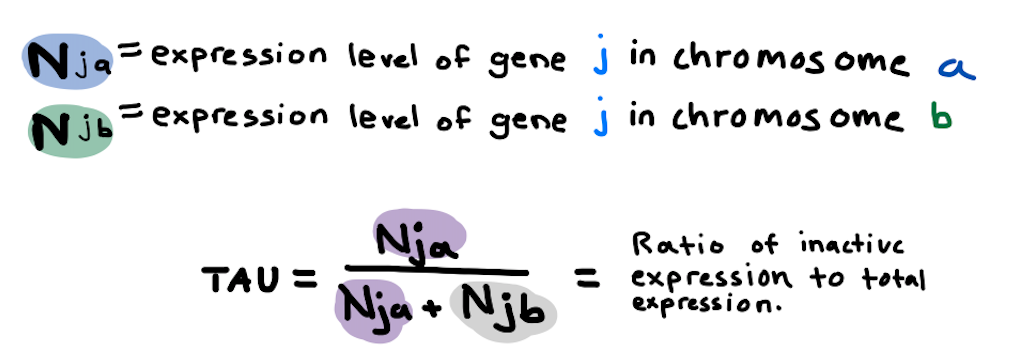 Nja = expression level of gene j in chromosome a
Njb = expression level of gene j in chromosome b
Nja
TAU = ―――――― = Ratio of inactive
Nja + Njb expression to total
expression.